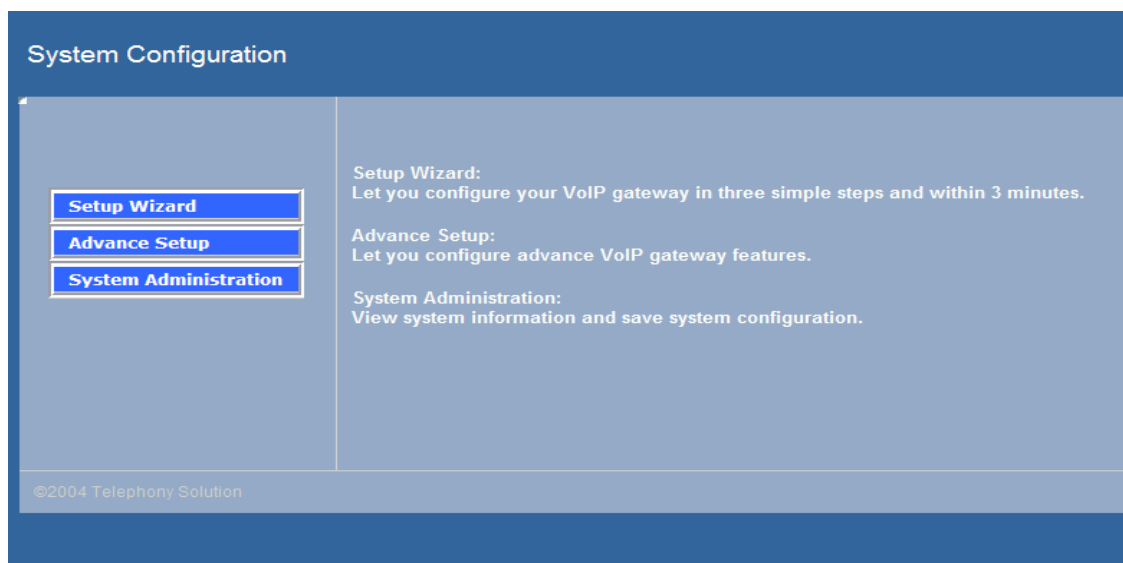 System Configuration
Setup Wizard
Advance Setup
System Administration
Setup Wizard:
Let you configure your VoIP gateway in three simple steps and within 3 minutes.
Advance Setup:
Let you configure advance VoIP gateway features.
System Administration:
View system information and save system configuration.
©2004 Telephony Solution